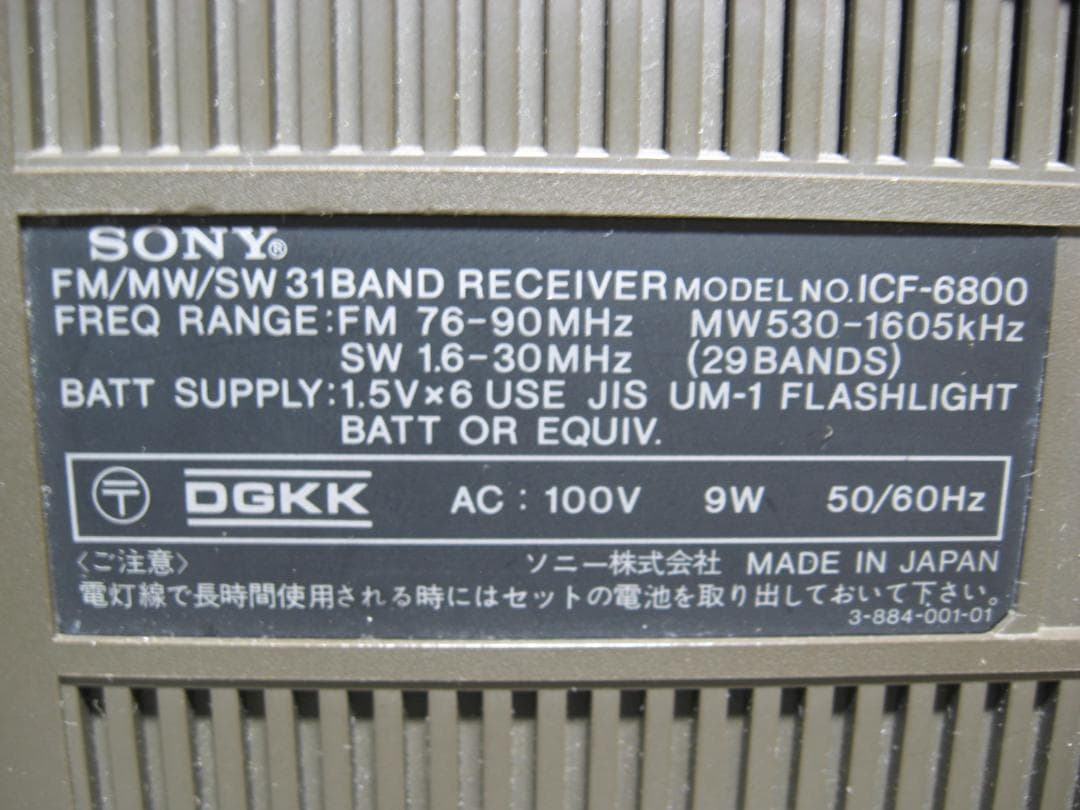 SONY®
FM/MW/SW 31BAND RECEIVER MODEL NO. ICF-6800
FREQ RANGE: FM 76-90MHz MW 530-1605kHz
SW 1.6-30MHz (29BANDS)
BATT SUPPLY: 1.5V×6 USE JIS UM-1 FLASHLIGHT
BATT OR EQUIV.
〶 DGKK AC: 100V 9W 50/60Hz
〈ご注意〉 ソニー株式会社 MADE IN JAPAN
電灯線で長時間使用される時にはセットの電池を取り出しておいて下さい。
3-884-001-01